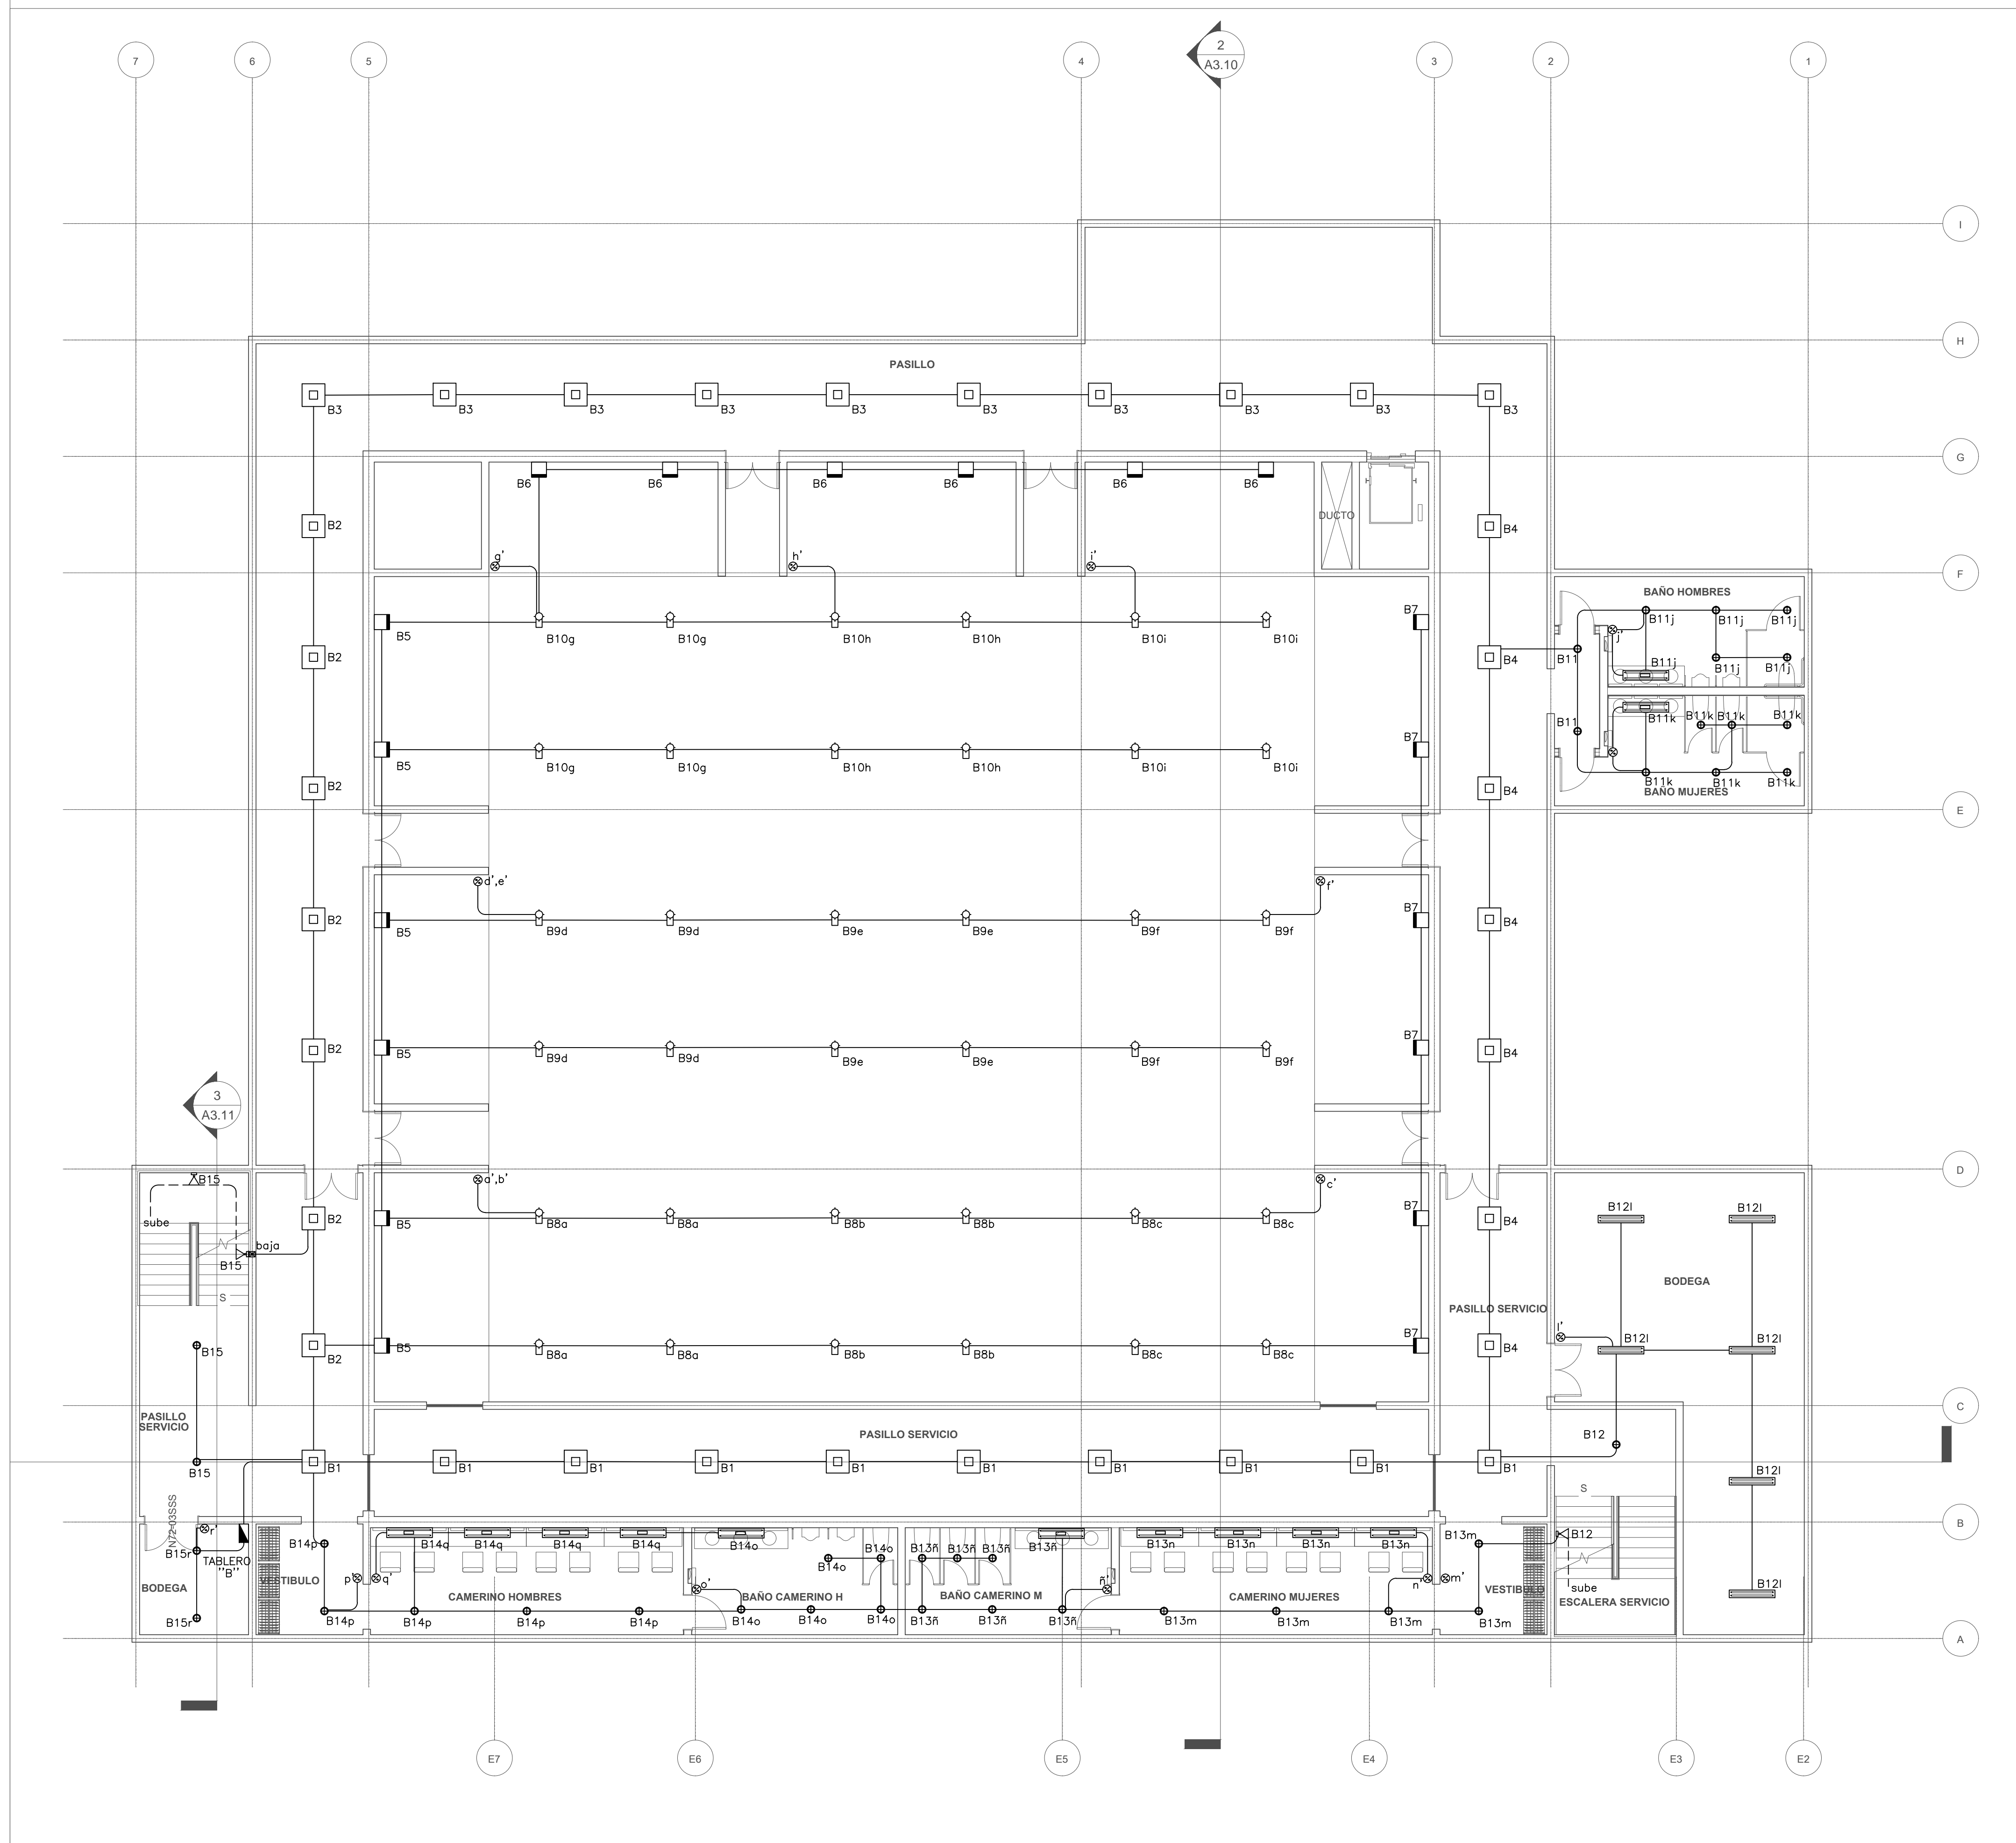 2
A3.10
7 6 5 4 3 2 1
I
H
PASILLO
B3 B3 B3 B3 B3 B3 B3 B3 B3 B3
G
B6 B6 B6 B6 B6 B6
B2 DUCTO B4
g' h' i'
F
BAÑO HOMBRES
B5 B10g B10g B10h B10h B10i B10i B7
B11j B11j B11j
j'
B2 B4 B11 B11j B11j B11j
B11k B11k B11k B11k
B11
B5 B10g B10g B10h B10h B10i B10i B7
B2 B4
B11k B11k B11k
BAÑO MUJERES
E
d',e' f'
B2 B5 B9d B9d B9e B9e B9f B9f B7 B4
B2 B5 B9d B9d B9e B9e B9f B9f B7 B4
3
A3.11
D
B15 a',b' c'
sube B2 B5 B8a B8a B8b B8b B8c B8c B7 B4
B12l B12l
baja
B15
S
BODEGA
PASILLO SERVICIO
l'
B15 B2 B5 B8a B8a B8b B8b B8c B8c B7 B4 B12l B12l
C
PASILLO
SERVICIO
PASILLO SERVICIO
B12
B15 B1 B1 B1 B1 B1 B1 B1 B1 B1 B1 B12l
S
N72-03SSS
B
r'
B15r B14p B14q B14q B14q B14q B14o B14o B14o B13ñ B13ñ B13ñ B13ñ B13n B13n B13n B13n B13m B12
TABLERO
"B"
VESTIBULO p' q' o' ñ' n' m' VESTIBULO sube
BODEGA CAMERINO HOMBRES BAÑO CAMERINO H BAÑO CAMERINO M CAMERINO MUJERES ESCALERA SERVICIO
B12l
B15r B14p B14p B14p B14p B14o B14o B14o B13ñ B13ñ B13ñ B13m B13m B13m B13m
A
E7 E6 E5 E4 E3 E2